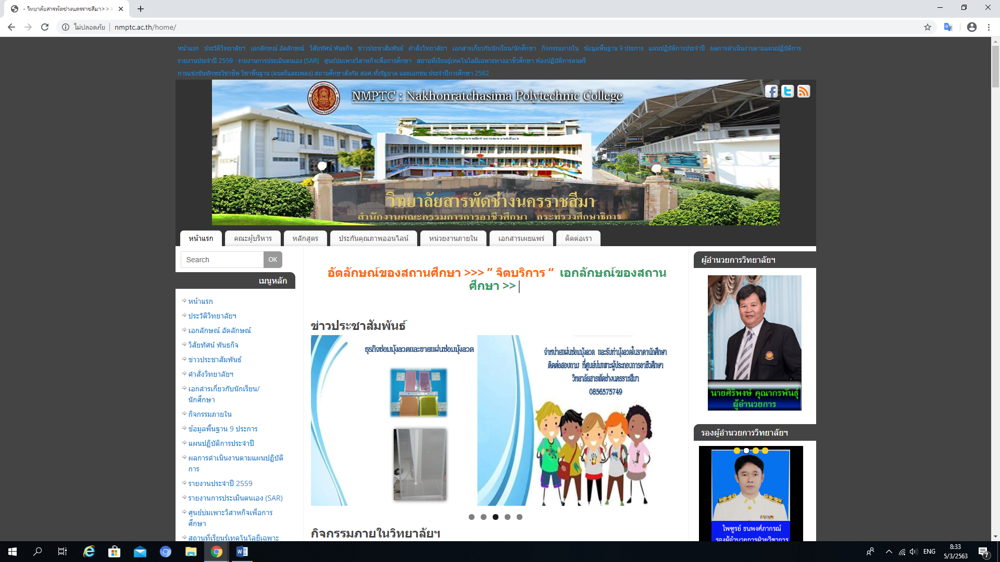 - วิทยาลัยสารพัดช่างนครราชสีมา>>>
ไม่ปลอดภัย | nmptc.ac.th/home/
หน้าแรก ประวัติวิทยาลัยฯ เอกลักษณ์ อัตลักษณ์ วิสัยทัศน์ พันธกิจ ข่าวประชาสัมพันธ์ คำสั่งวิทยาลัยฯ เอกสารเกี่ยวกับนักเรียน/นักศึกษา กิจกรรมภายใน ข้อมูลพื้นฐาน 9 ประการ แผนปฏิบัติการประจำปี ผลการดำเนินงานตามแผนปฏิบัติการ
รายงานประจำปี 2559 รายงานการประเมินตนเอง (SAR) ศูนย์บ่มเพาะวิสาหกิจเพื่อการศึกษา สถานที่เรียนรู้เทคโนโลยีเฉพาะทางอาชีวศึกษา ห้องปฏิบัติการดนตรี
การแข่งขันทักษะวิชาชีพ วิชาพื้นฐาน (ดนตรีและเพลง) สถานศึกษาสังกัด สอศ.ทั้งรัฐบาล และเอกชน ประจำปีการศึกษา 2562
NMPTC : Nakhonratchasima Polytechnic College
วิทยาลัยสารพัดช่างนครราชสีมา
วิทยาลัยสารพัดช่างนครราชสีมา
สำนักงานคณะกรรมการการอาชีวศึกษา กระทรวงศึกษาธิการ
หน้าแรก คณะผู้บริหาร หลักสูตร ประกันคุณภาพออนไลน์ หน่วยงานภายใน เอกสารเผยแพร่ ติดต่อเรา
Search OK
เมนูหลัก
หน้าแรก
ประวัติวิทยาลัยฯ
เอกลักษณ์ อัตลักษณ์
วิสัยทัศน์ พันธกิจ
ข่าวประชาสัมพันธ์
คำสั่งวิทยาลัยฯ
เอกสารเกี่ยวกับนักเรียน/
นักศึกษา
กิจกรรมภายใน
ข้อมูลพื้นฐาน 9 ประการ
แผนปฏิบัติการประจำปี
ผลการดำเนินงานตามแผนปฏิบัติ
การ
รายงานประจำปี 2559
รายงานการประเมินตนเอง (SAR)
ศูนย์บ่มเพาะวิสาหกิจเพื่อการ
ศึกษา
สถานที่เรียนรู้เทคโนโลยีเฉพาะ
อัตลักษณ์ของสถานศึกษา >>> ” จิตบริการ “ เอกลักษณ์ของสถาน
ศึกษา >>|
ข่าวประชาสัมพันธ์
ธุรกิจซ่อมมุ้งลวดและขายแผ่นซ่อมมุ้งลวด
จำหน่ายแผ่นซ่อมมุ้งลวด และรับทำมุ้งลวดในราคานักศึกษา
ติดต่อสอบถาม ที่ศูนย์บ่มเพาะผู้ประกอบการอาชีวศึกษา
วิทยาลัยสารพัดช่างนครราชสีมา
0856575749
กิจกรรมภายในวิทยาลัยฯ
ผู้อำนวยการวิทยาลัยฯ
นายศิริพงษ์ คุณากรพันธุ์
ผู้อำนวยการ
รองผู้อำนวยการวิทยาลัยฯ
ไพฑูรย์ ธนพงศ์ภากรณ์
รองผู้อำนวยการฝ่ายวิชาการ
ENG
8:33
5/3/2563
7